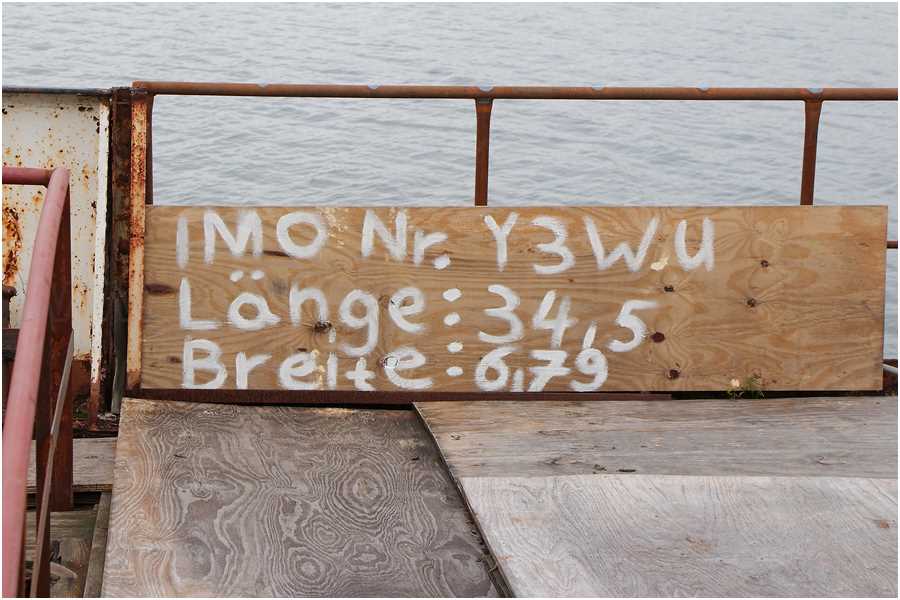 IMO Nr. Y3WU
Länge: 34,5
Breite: 6,79